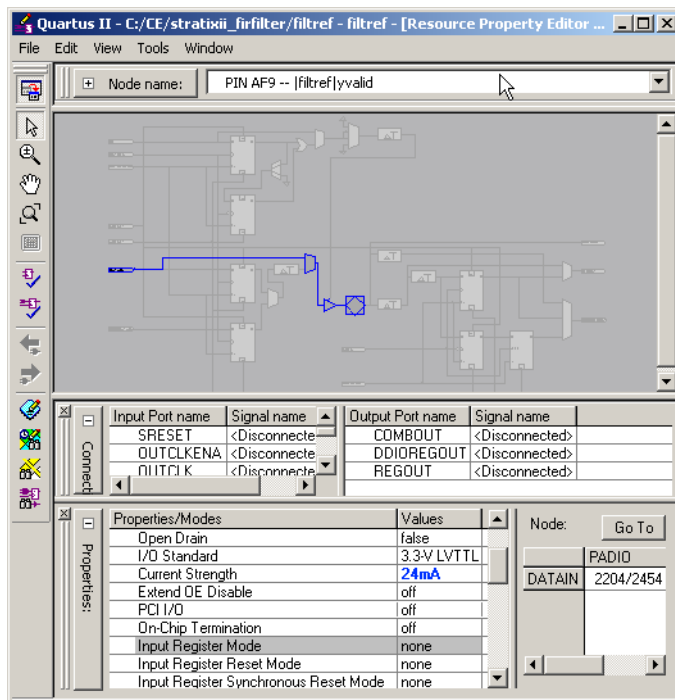 Quartus II - C:/CE/stratixii_firfilter/filtref - filtref - [Resource Property Editor ...
File Edit View Tools Window
Node name: PIN AF9 -- |filtref|yvalid
Connecti
Input Port name Signal name
SRESET <Disconnecte
OUTCLKENA <Disconnecte
OUTCLK <Disconnecte
Output Port name Signal name
COMBOUT <Disconnected>
DDIOREGOUT <Disconnected>
REGOUT <Disconnected>
Properties:
Properties/Modes Values
Open Drain false
I/O Standard 3.3-V LVTTL
Current Strength 24mA
Extend OE Disable off
PCI I/O off
On-Chip Termination off
Input Register Mode none
Input Register Reset Mode none
Input Register Synchronous Reset Mode none
Node: Go To
PADIO
DATAIN 2204/2454